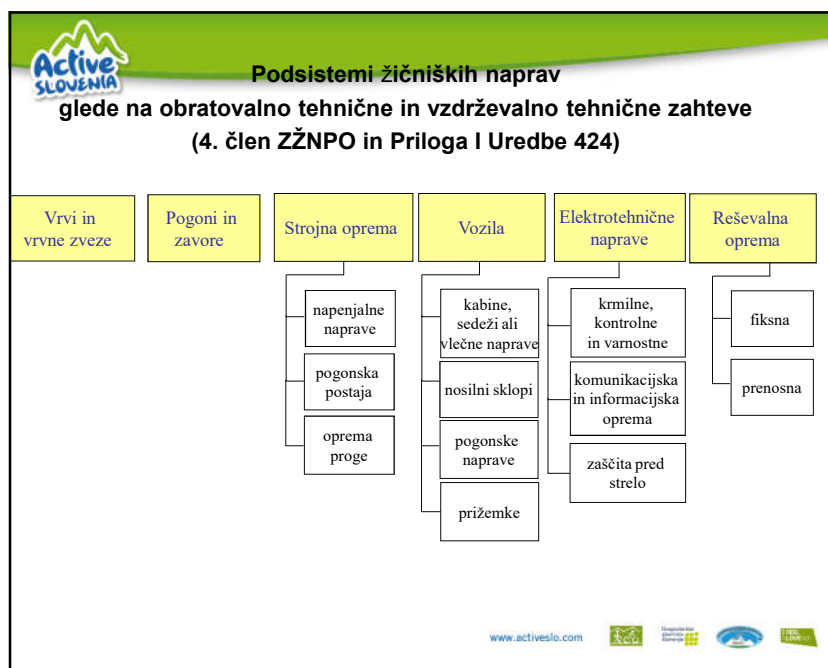 Active
SLOVENIA
Podsistemi žičniških naprav
glede na obratovalno tehnične in vzdrževalno tehnične zahteve
(4. člen ZŽNPO in Priloga I Uredbe 424)
Vrvi in
vrvne zveze
Pogoni in
zavore
Strojna oprema
Vozila
Elektrotehnične
naprave
Reševalna
oprema
napenjalne
naprave
pogonska
postaja
oprema
proge
kabine,
sedeži ali
vlečne naprave
nosilni sklopi
pogonske
naprave
prižemke
krmilne,
kontrolne
in varnostne
komunikacijska
in informacijska
oprema
zaščita pred
strelo
fiksna
prenosna
www.activeslo.com